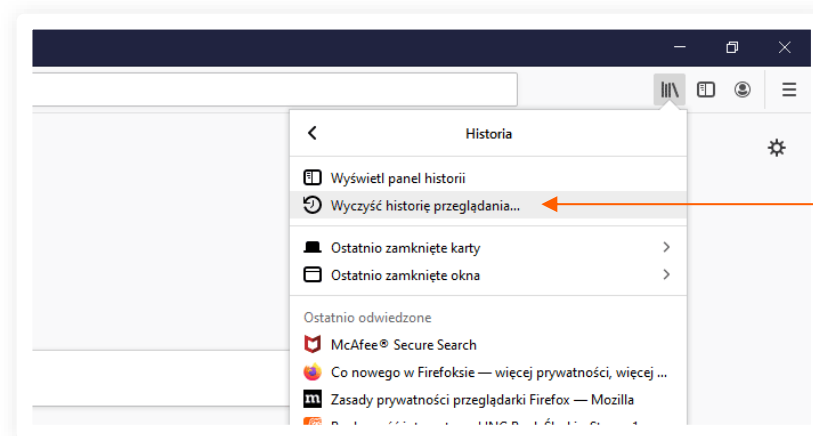 Historia
Wyświetl panel historii
Wyczyść historię przeglądania...
Ostatnio zamknięte karty
Ostatnio zamknięte okna
Ostatnio odwiedzone
McAfee® Secure Search
Co nowego w Firefoksie — więcej prywatności, więcej ...
Zasady prywatności przeglądarki Firefox — Mozilla